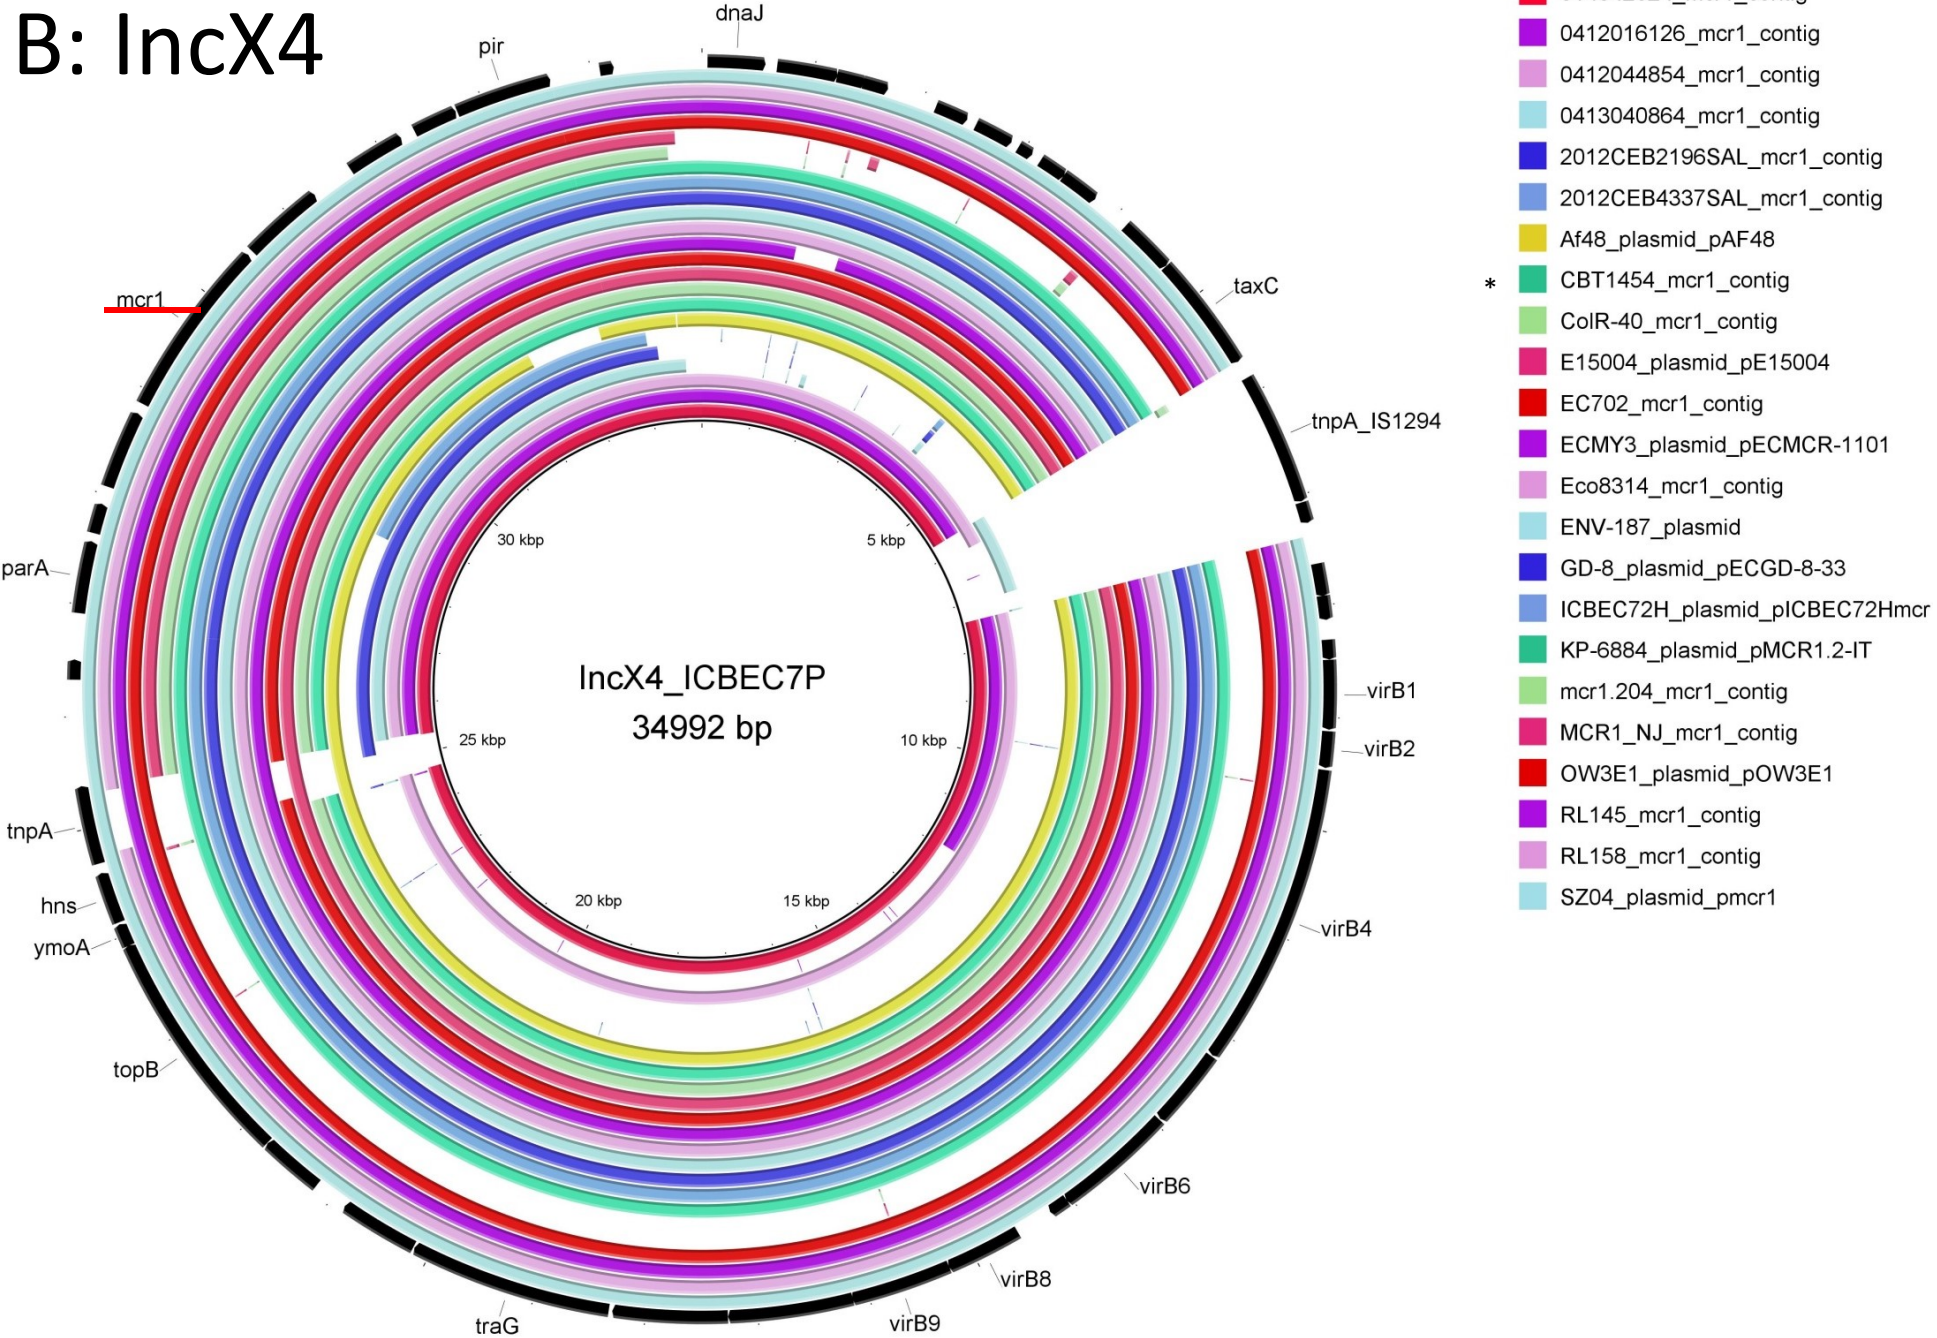 B: IncX4
dnaJ
pir
mcr1
taxC
tnpA_IS1294
parA
virB1
virB2
tnpA
hns
ymoA
topB
virB4
virB6
virB8
virB9
traG
30 kbp
5 kbp
25 kbp
10 kbp
20 kbp
15 kbp
IncX4_ICBEC7P
34992 bp
0412016126_mcr1_contig
0412044854_mcr1_contig
0413040864_mcr1_contig
2012CEB2196SAL_mcr1_contig
2012CEB4337SAL_mcr1_contig
Af48_plasmid_pAF48
* CBT1454_mcr1_contig
ColR-40_mcr1_contig
E15004_plasmid_pE15004
EC702_mcr1_contig
ECMY3_plasmid_pECMCR-1101
Eco8314_mcr1_contig
ENV-187_plasmid
GD-8_plasmid_pECGD-8-33
ICBEC72H_plasmid_pICBEC72Hmcr
KP-6884_plasmid_pMCR1.2-IT
mcr1.204_mcr1_contig
MCR1_NJ_mcr1_contig
OW3E1_plasmid_pOW3E1
RL145_mcr1_contig
RL158_mcr1_contig
SZ04_plasmid_pmcr1